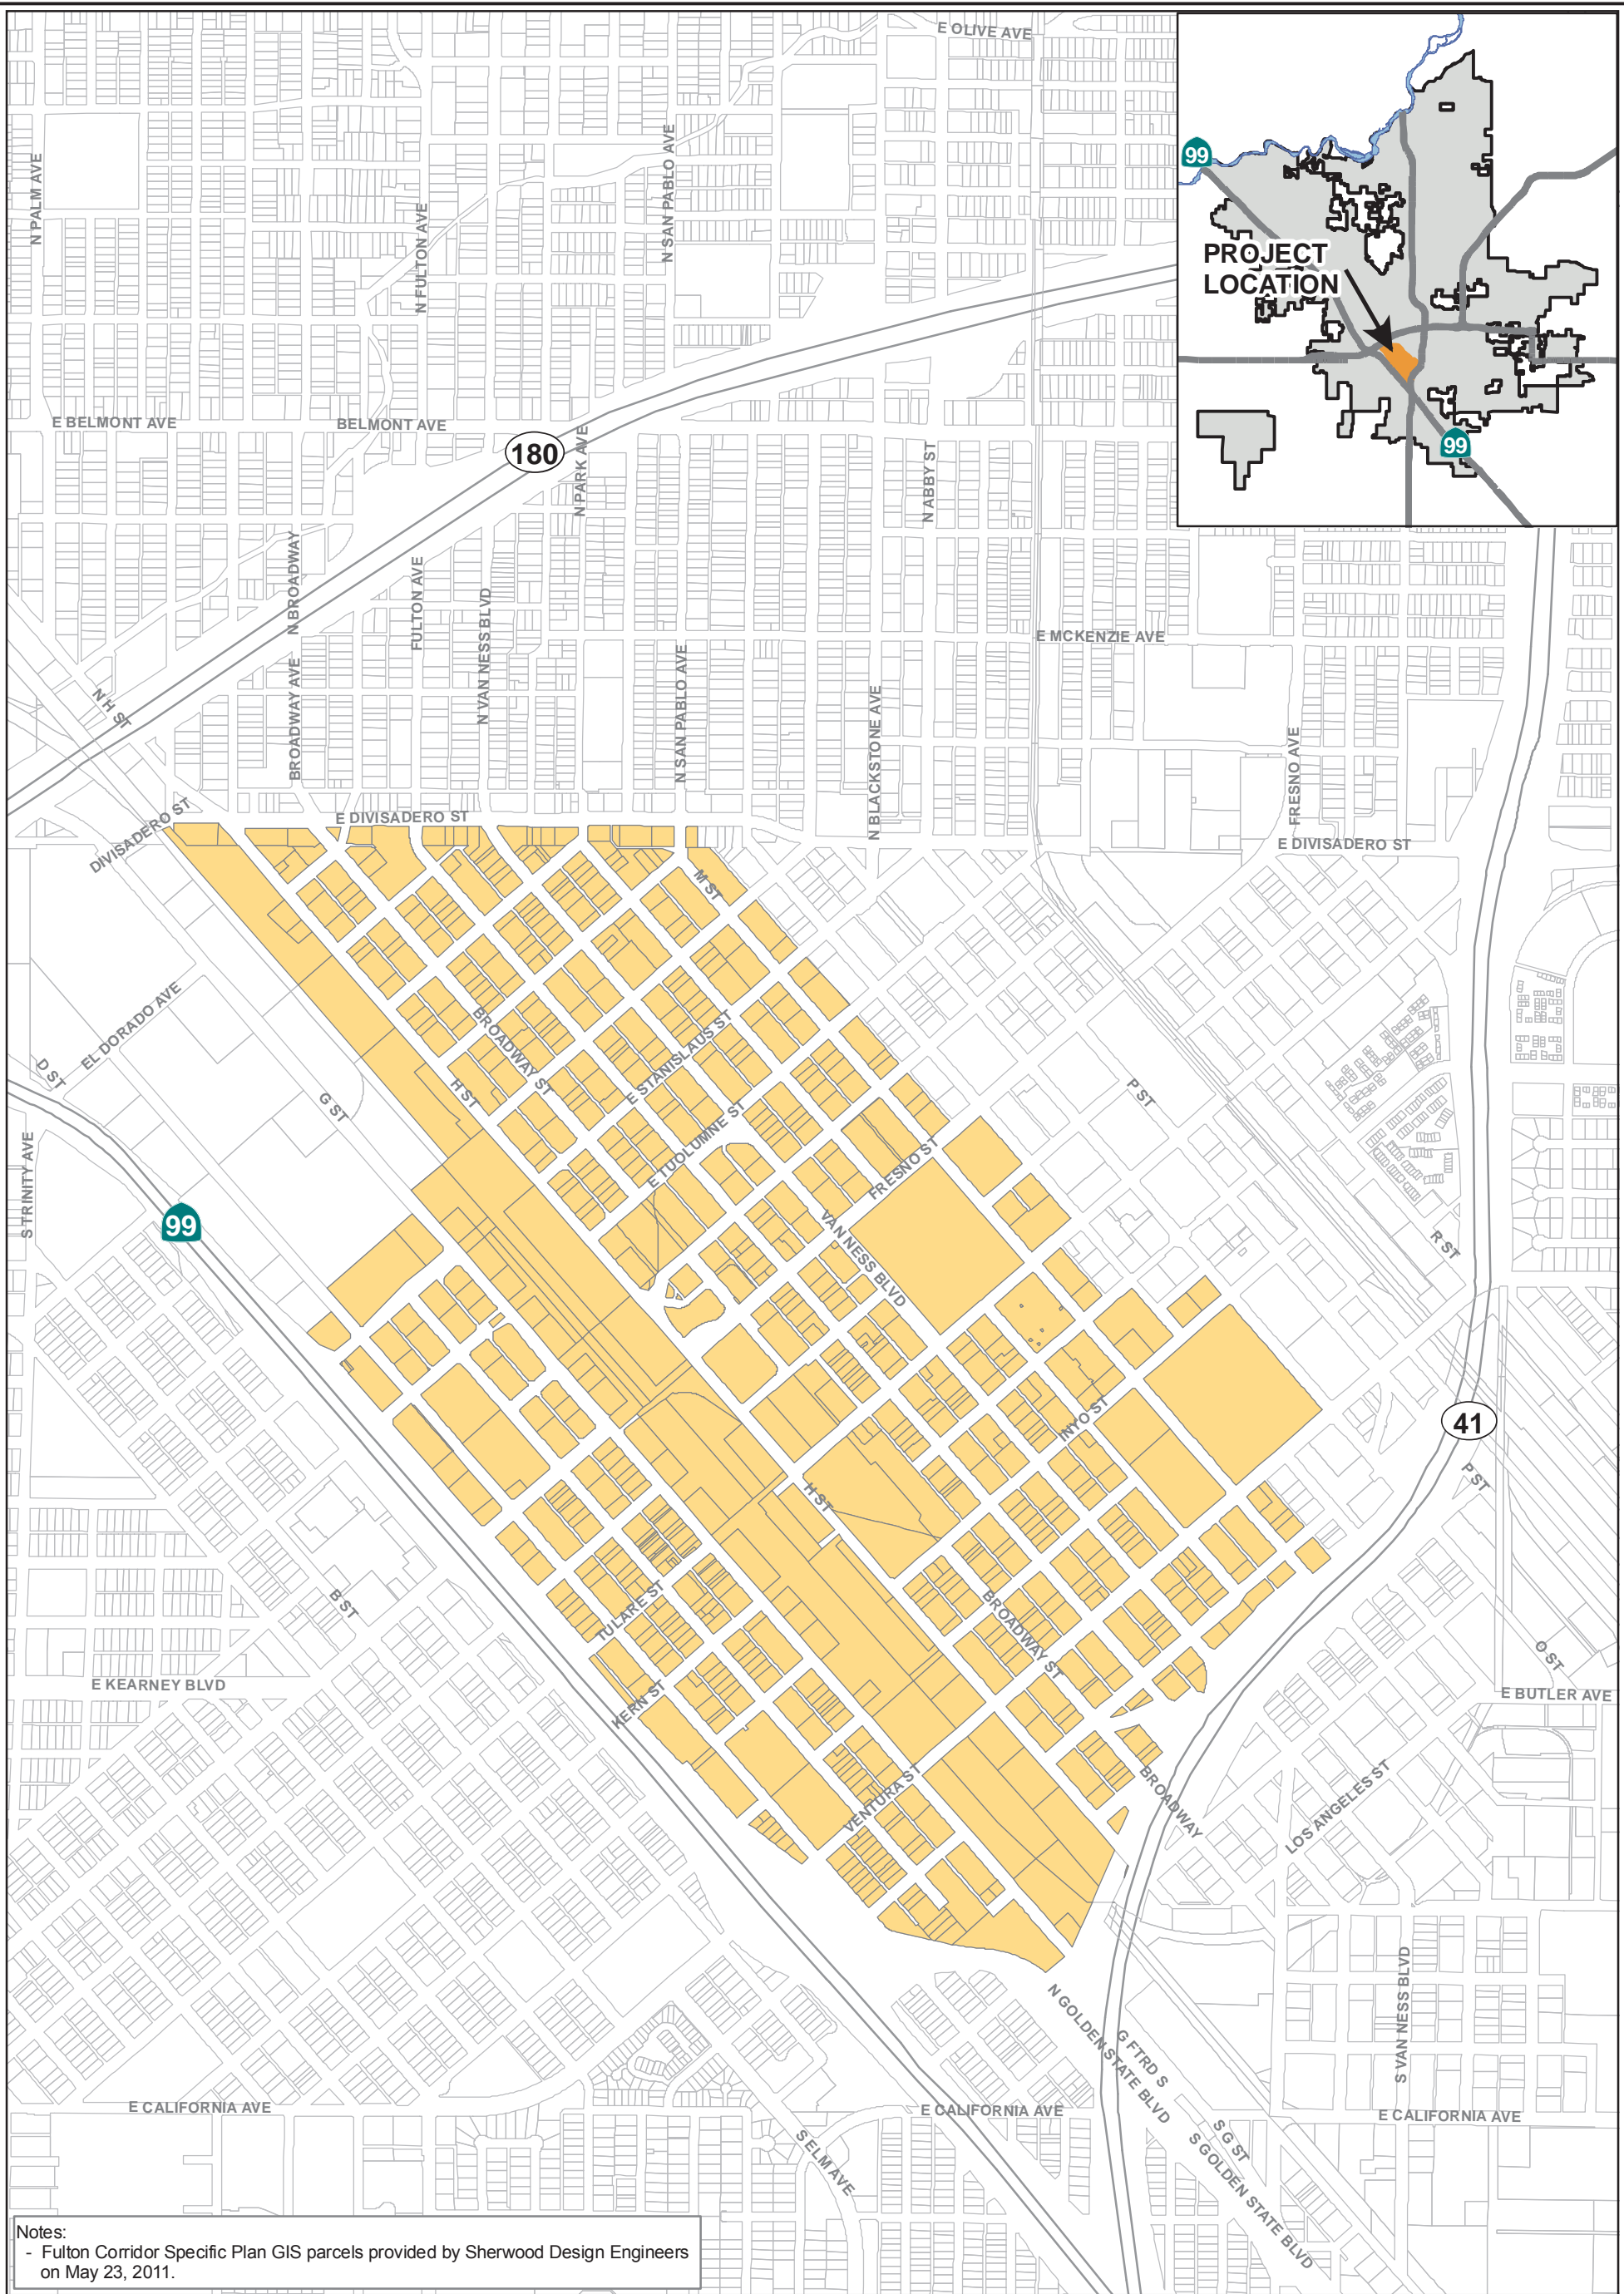 E OLIVE AVE
N PALM AVE
N FULTON AVE
N SAN PABLO AVE
99
PROJECT
LOCATION
99
E BELMONT AVE
BELMONT AVE
180
N PARK AVE
N ABBY ST
N BROADWAY
FULTON AVE
N VAN NESS BLVD
E MCKENZIE AVE
N H ST
BROADWAY AVE
N SAN PABLO AVE
N BLACKSTONE AVE
FRESNO AVE
DIVISADERO ST
E DIVISADERO ST
E DIVISADERO ST
M ST
EL DORADO AVE
D ST
G ST
H ST
BROADWAY ST
E STANISLAUS ST
E TUOLUMNE ST
P ST
FRESNO ST
S TRINITY AVE
99
VAN NESS BLVD
R ST
INYO ST
41
P ST
H ST
B ST
TULARE ST
BROADWAY ST
O ST
E KEARNEY BLVD
KERN ST
E BUTLER AVE
VENTURA ST
BROADWAY
LOS ANGELES ST
N GOLDEN STATE BLVD
G FTRD S
S VAN NESS BLVD
E CALIFORNIA AVE
E CALIFORNIA AVE
E CALIFORNIA AVE
S ELM AVE
S G ST
S GOLDEN STATE BLVD
Notes:
- Fulton Corridor Specific Plan GIS parcels provided by Sherwood Design Engineers
on May 23, 2011.